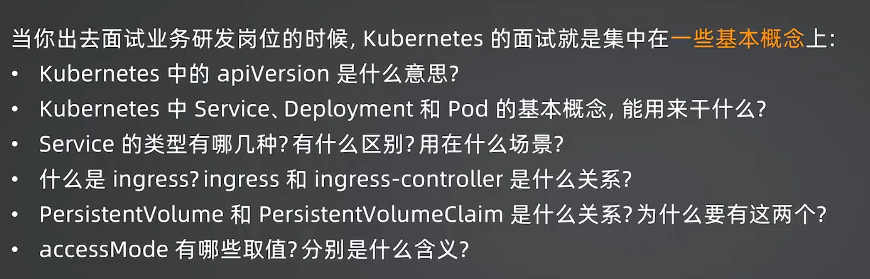 当你出去面试业务研发岗位的时候, Kubernetes 的面试就是集中在一些基本概念上:
• Kubernetes 中的 apiVersion 是什么意思?
• Kubernetes 中 Service、Deployment 和 Pod 的基本概念, 能用来干什么?
• Service 的类型有哪几种? 有什么区别? 用在什么场景?
• 什么是 ingress? ingress 和 ingress-controller 是什么关系?
• PersistentVolume 和 PersistentVolumeClaim 是什么关系? 为什么要有这两个?
• accessMode 有哪些取值? 分别是什么含义?